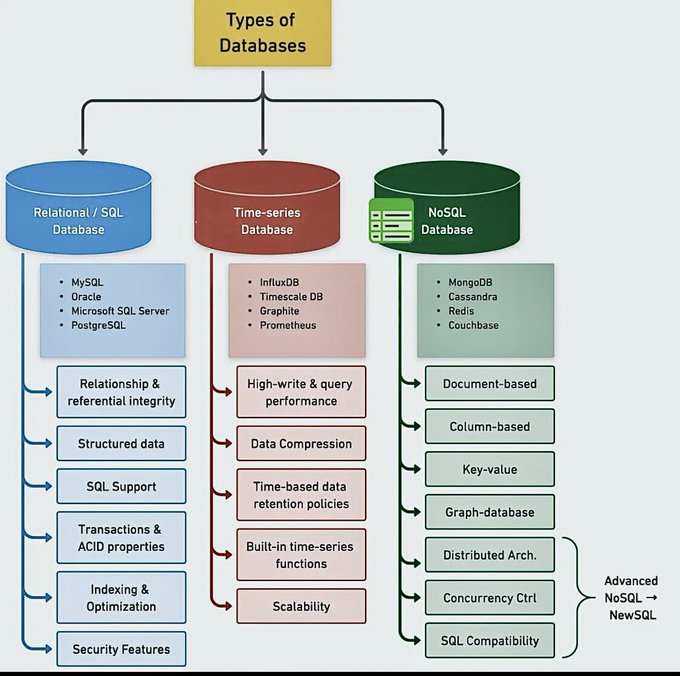 Types of
Databases
Relational / SQL
Database
MySQL
Oracle
Microsoft SQL Server
PostgreSQL
Relationship &
referential integrity
Structured data
SQL Support
Transactions &
ACID properties
Indexing &
Optimization
Security Features
Time-series
Database
InfluxDB
Timescale DB
Graphite
Prometheus
High-write & query
performance
Data Compression
Time-based data
retention policies
Built-in time-series
functions
Scalability
NoSQL
Database
MongoDB
Cassandra
Redis
Couchbase
Document-based
Column-based
Key-value
Graph-database
Distributed Arch.
Concurrency Ctrl
SQL Compatibility
Advanced
NoSQL →
NewSQL